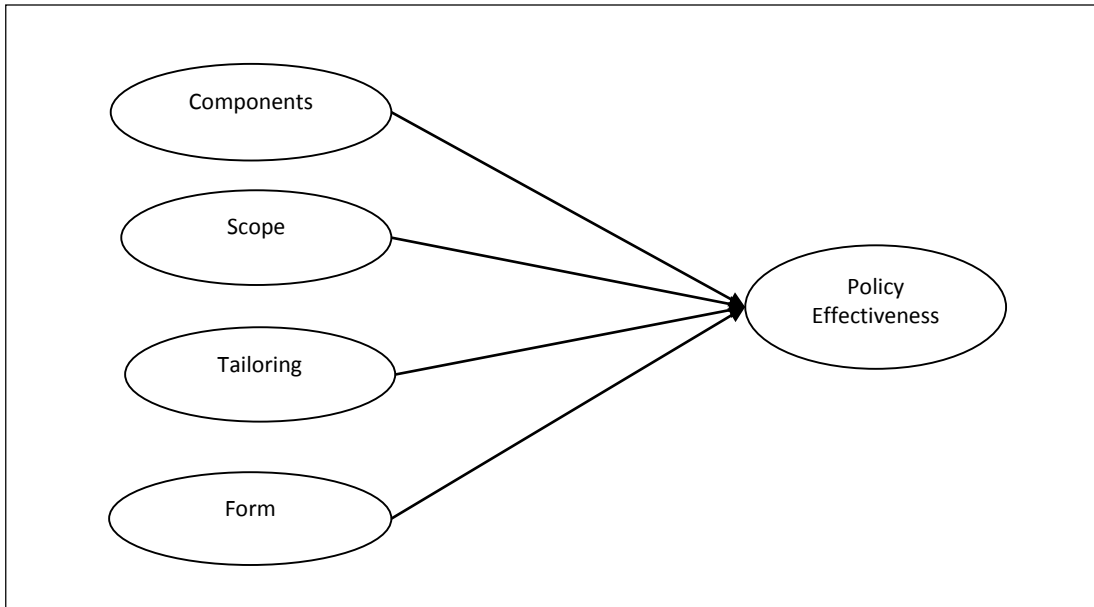 Components
Scope
Tailoring
Form
Policy
Effectiveness